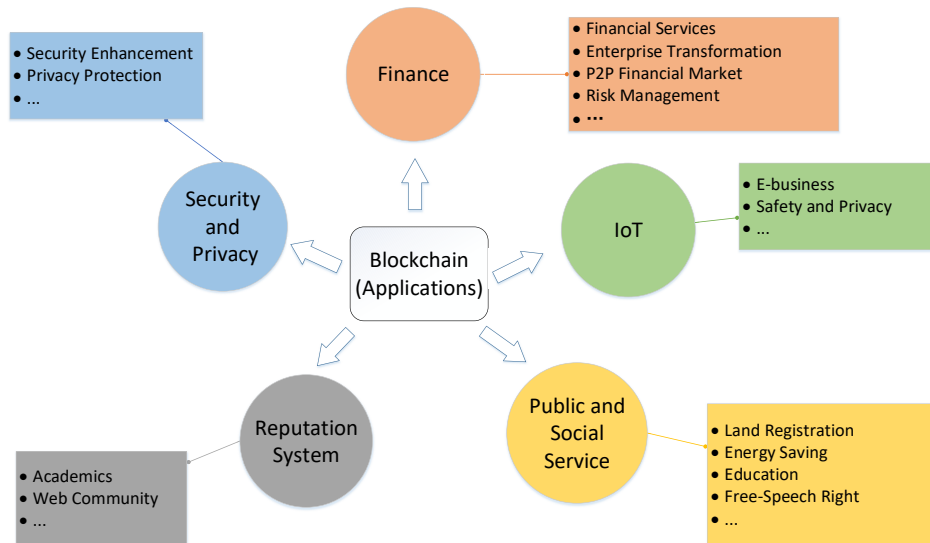 • Security Enhancement
• Privacy Protection
• ...
Finance
• Financial Services
• Enterprise Transformation
• P2P Financial Market
• Risk Management
• ...
Security
and
Privacy
Blockchain
(Applications)
IoT
• E-business
• Safety and Privacy
• ...
Reputation
System
• Academics
• Web Community
• ...
Public and
Social
Service
• Land Registration
• Energy Saving
• Education
• Free-Speech Right
• ...